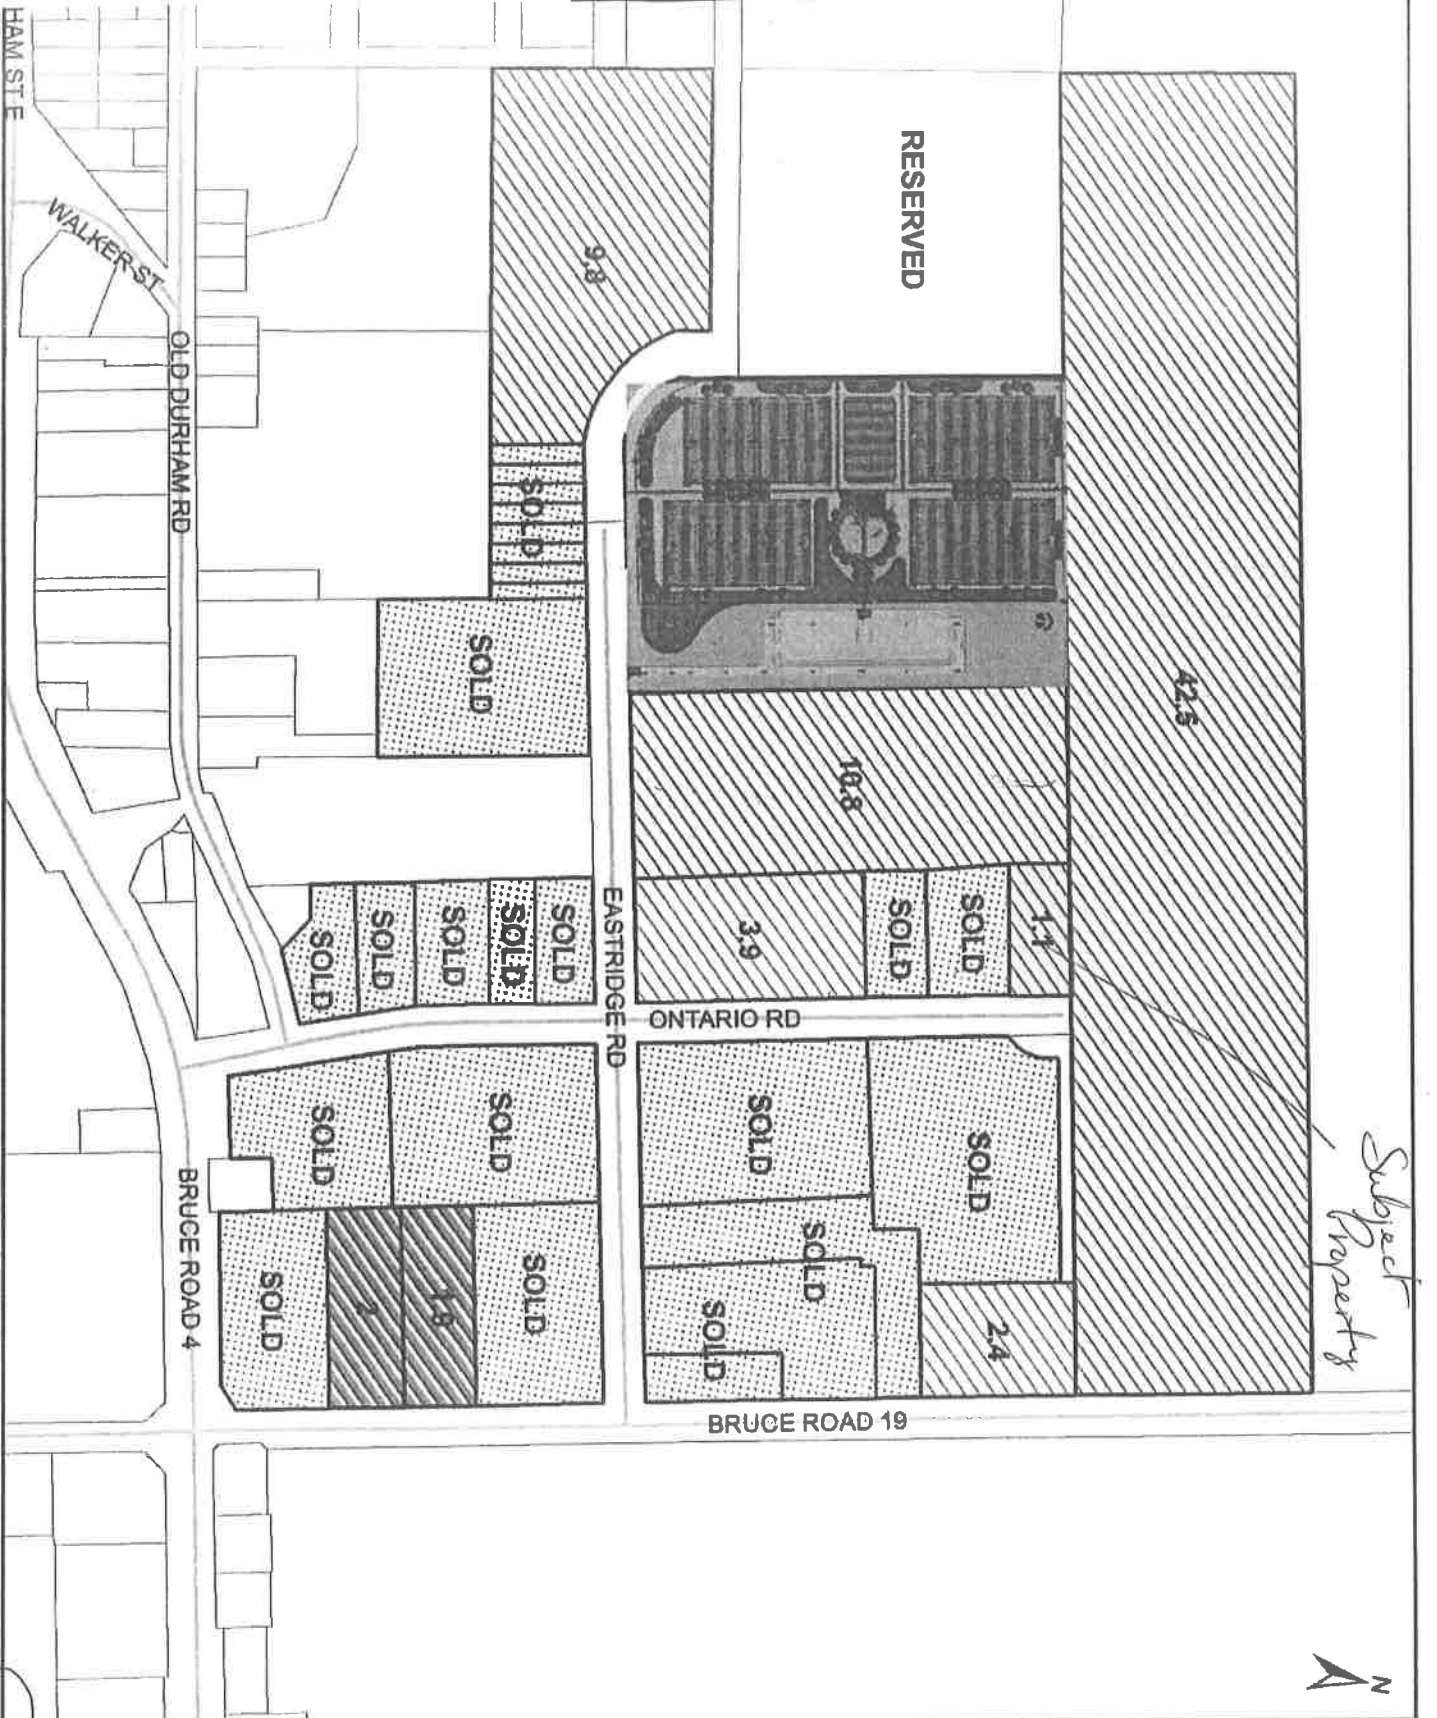 N
Subject
Property
42.5
RESERVED
1.1
2.4
10.8
SOLD
SOLD
SOLD
3.9
ONTARIO RD
SOLD
SOLD
SOLD
BRUCE ROAD 19
EASTRIDGE RD
9.8
SOLD
SOLD
SOLD
SOLD
SOLD
SOLD
SOLD
SOLD
SOLD
SOLD
1.9
2
SOLD
OLD DURHAM RD
BRUCE ROAD 4
WALKER ST
HAM ST E